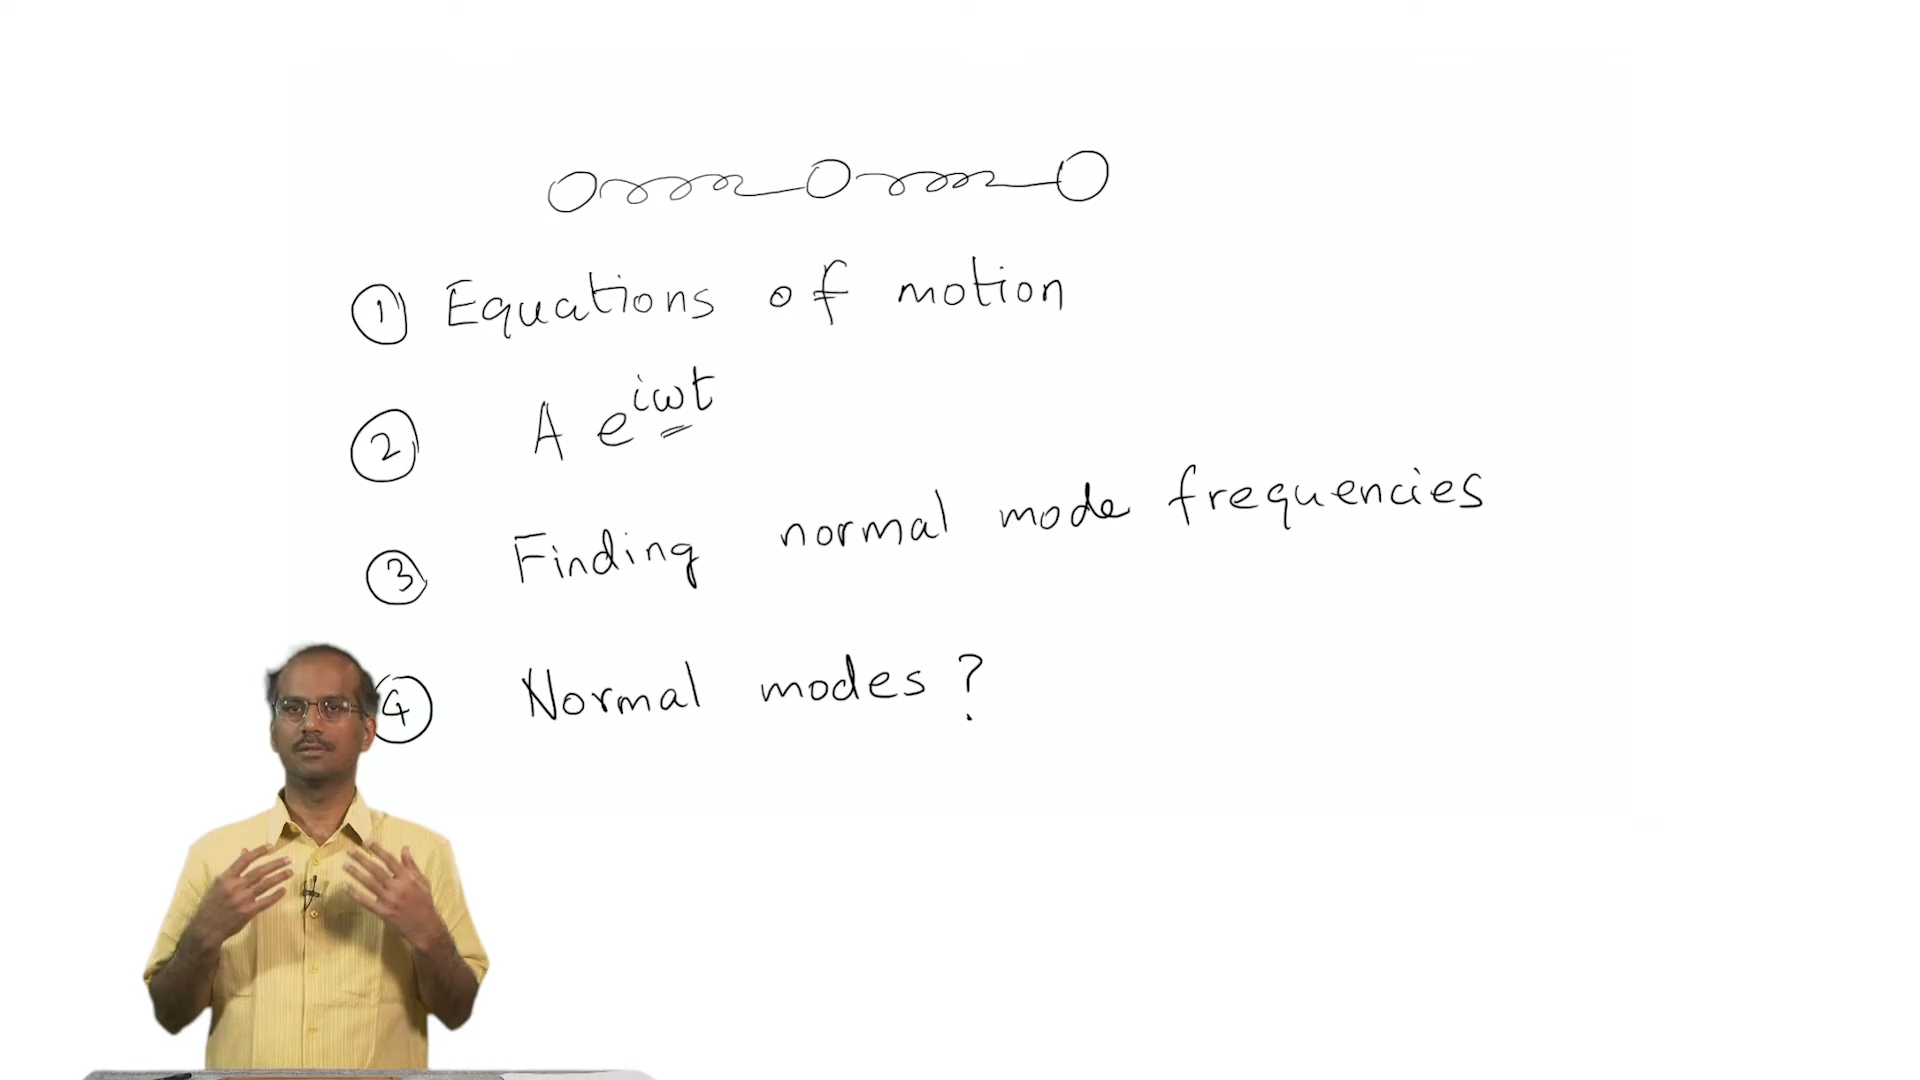 ① Equations of motion
② A e^{iωt}
③ Finding normal mode frequencies
④ Normal modes ?